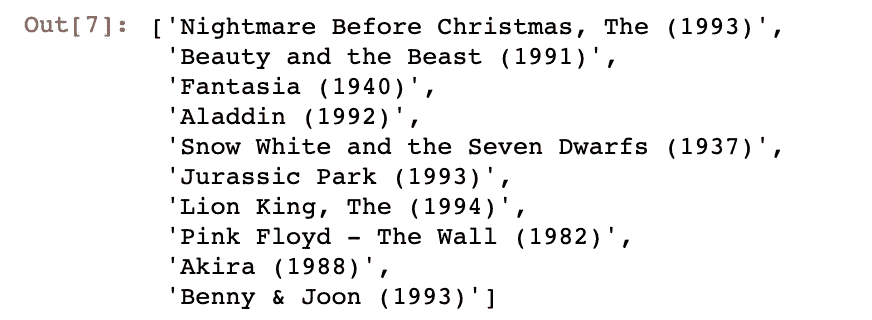 Out[7]: ['Nightmare Before Christmas, The (1993)',
'Beauty and the Beast (1991)',
'Fantasia (1940)',
'Aladdin (1992)',
'Snow White and the Seven Dwarfs (1937)',
'Jurassic Park (1993)',
'Lion King, The (1994)',
'Pink Floyd - The Wall (1982)',
'Akira (1988)',
'Benny & Joon (1993)']